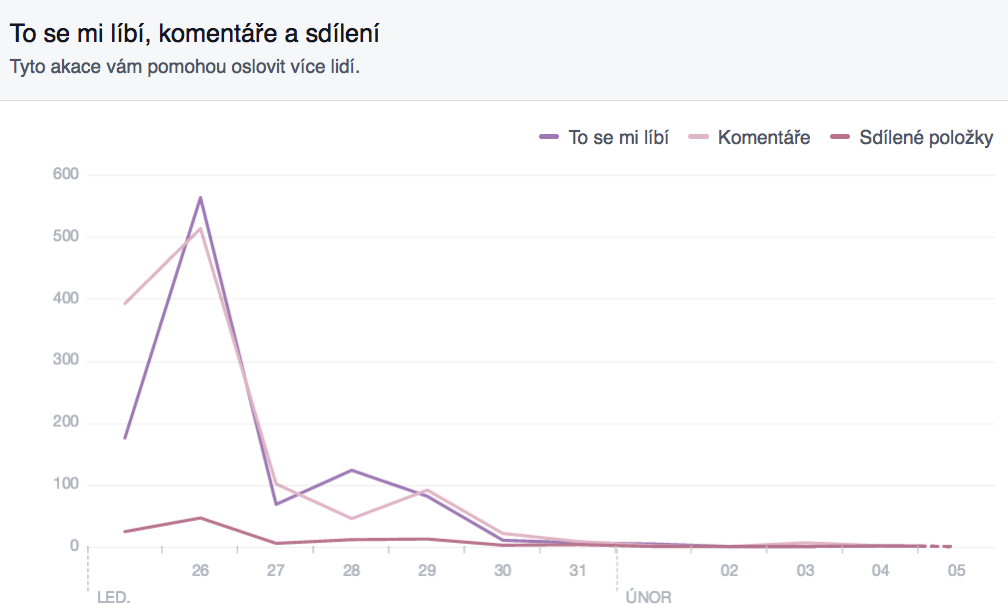 To se mi líbí, komentáře a sdílení
Tyto akace vám pomohou oslovit více lidí.
To se mi líbí Komentáře Sdílené položky
600
500
400
300
200
100
0
26 27 28 29 30 31 02 03 04 05
LED. ÚNOR